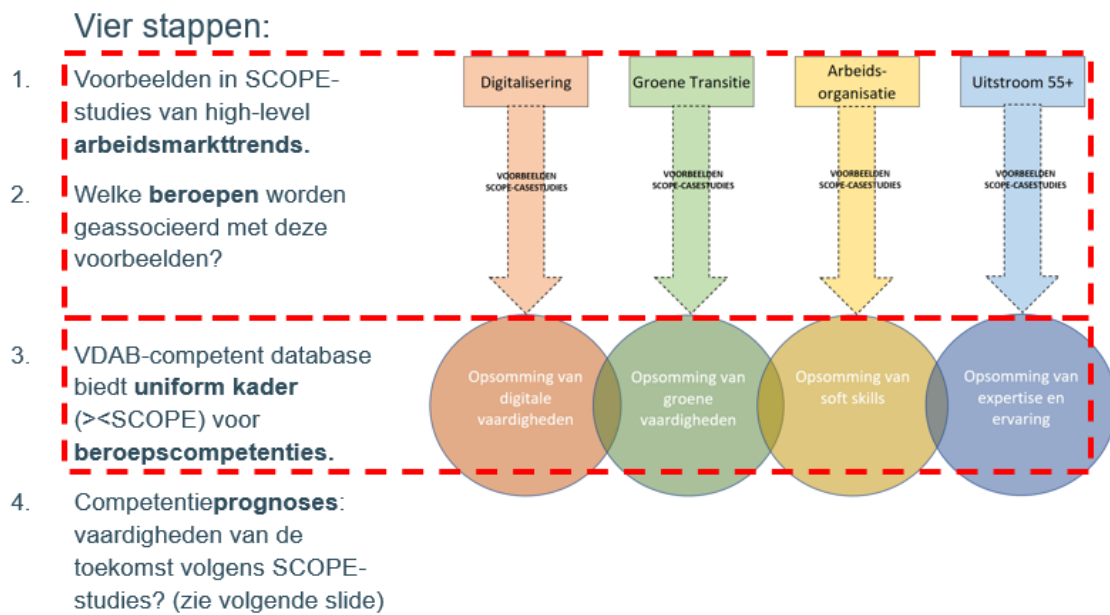 Vier stappen:
1. Voorbeelden in SCOPE-
studies van high-level
arbeidsmarkttrends.
2. Welke beroepen worden
geassocieerd met deze
voorbeelden?
3. VDAB-competent database
biedt uniform kader
(><SCOPE) voor
beroepscompetenties.
4. Competentieprognoses:
vaardigheden van de
toekomst volgens SCOPE-
studies? (zie volgende slide)
Digitalisering
Groene Transitie
Arbeids-
organisatie
Uitstroom 55+
VOORBEELDEN
SCOPE-CASESTUDIES
VOORBEELDEN
SCOPE-CASESTUDIES
VOORBEELDEN
SCOPE-CASESTUDIES
VOORBEELDEN
SCOPE-CASESTUDIES
Opsomming van
digitale
vaardigheden
Opsomming van
groene
vaardigheden
Opsomming van
soft skills
Opsomming van
expertise en
ervaring